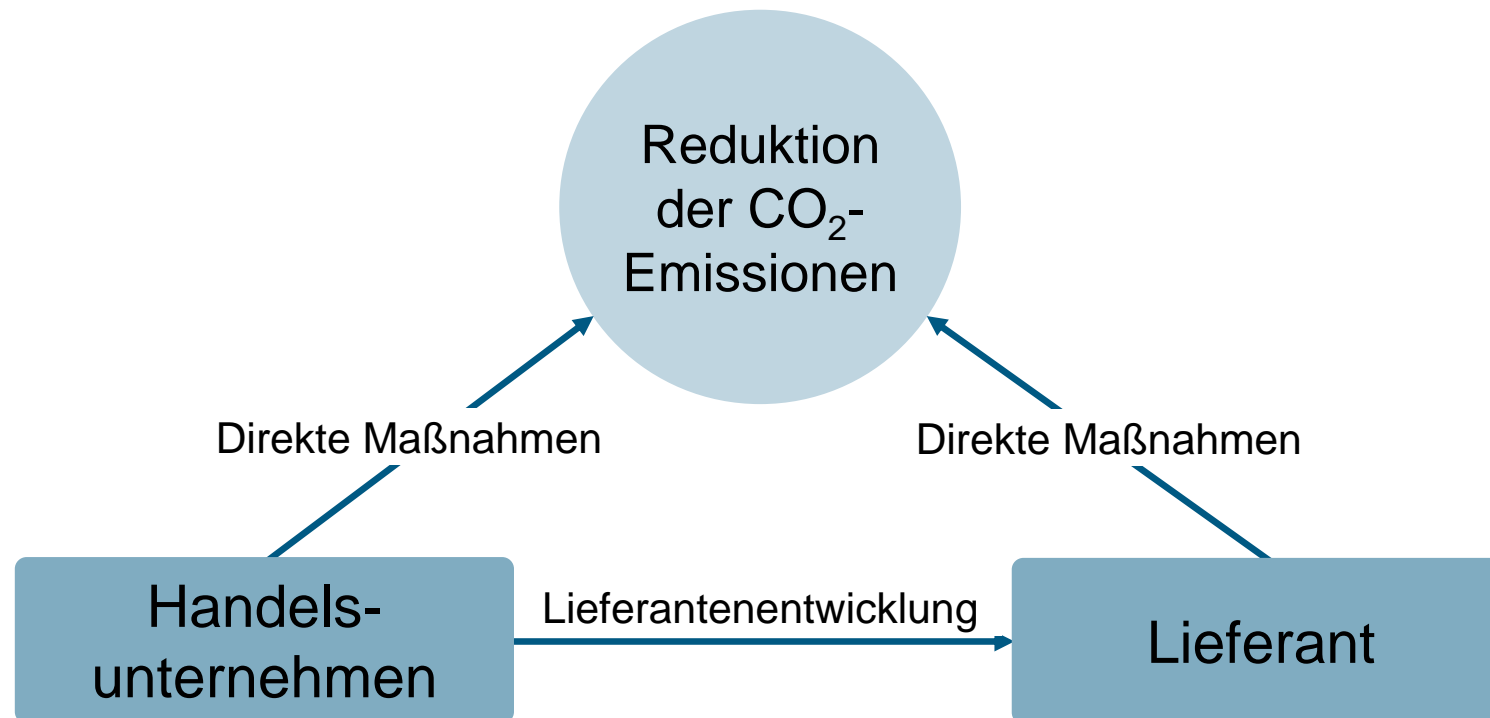 Reduktion
der CO₂-
Emissionen
Direkte Maßnahmen
Direkte Maßnahmen
Handels-
unternehmen
Lieferantenentwicklung
Lieferant